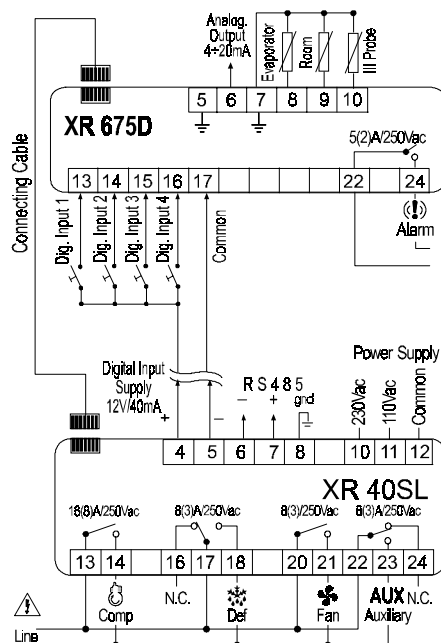 Analog.
Output
4÷20mA
Evaporator
Room
III Probe
5 6 7 8 9 10
XR 675D
5(2)A/250Vac
13 14 15 16 17 22 24
Connecting Cable
Dig. Input 1
Dig. Input 2
Dig. Input 3
Dig. Input 4
Common
Alarm
Digital Input
Supply
12V/40mA
+
-
RS485
- + gnd
Power Supply
230Vac
110Vac
Common
4 5 6 7 8 10 11 12
XR 40SL
16(8)A/250Vac 8(3)A/250Vac 8(3)/250Vac 6(3)A/250Vac
13 14 16 17 18 20 21 22 23 24
Comp
N.C.
Def
Fan
AUX
Auxiliary
N.C.
Line